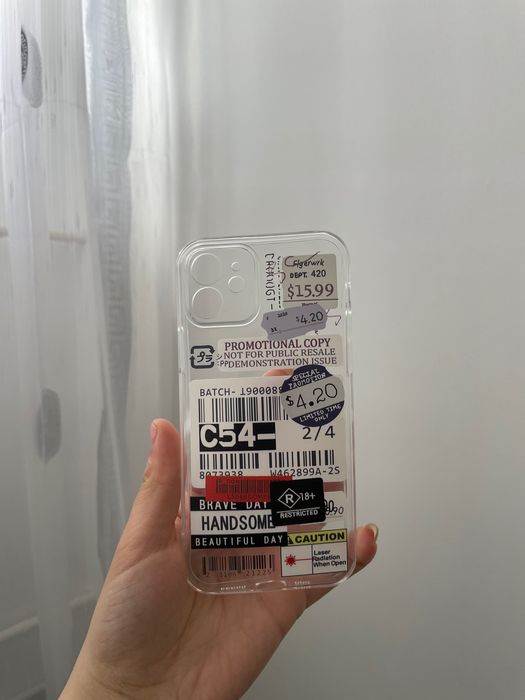 DEPT. 420
$15.99
$4.20
PROMOTIONAL COPY
NOT FOR PUBLIC RESALE
DEMONSTRATION ISSUE
SPECIAL
PROMOTION
$4.20
LIMITED TIME
ONLY
BATCH-
C54-
2/4
8073938
W462899A-2S
R 18+
RESTRICTED
BRAVE DAY
HANDSOME
BEAUTIFUL DAY
CAUTION
Laser
Radiation
When Open